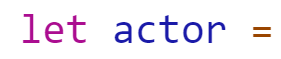 let actor =